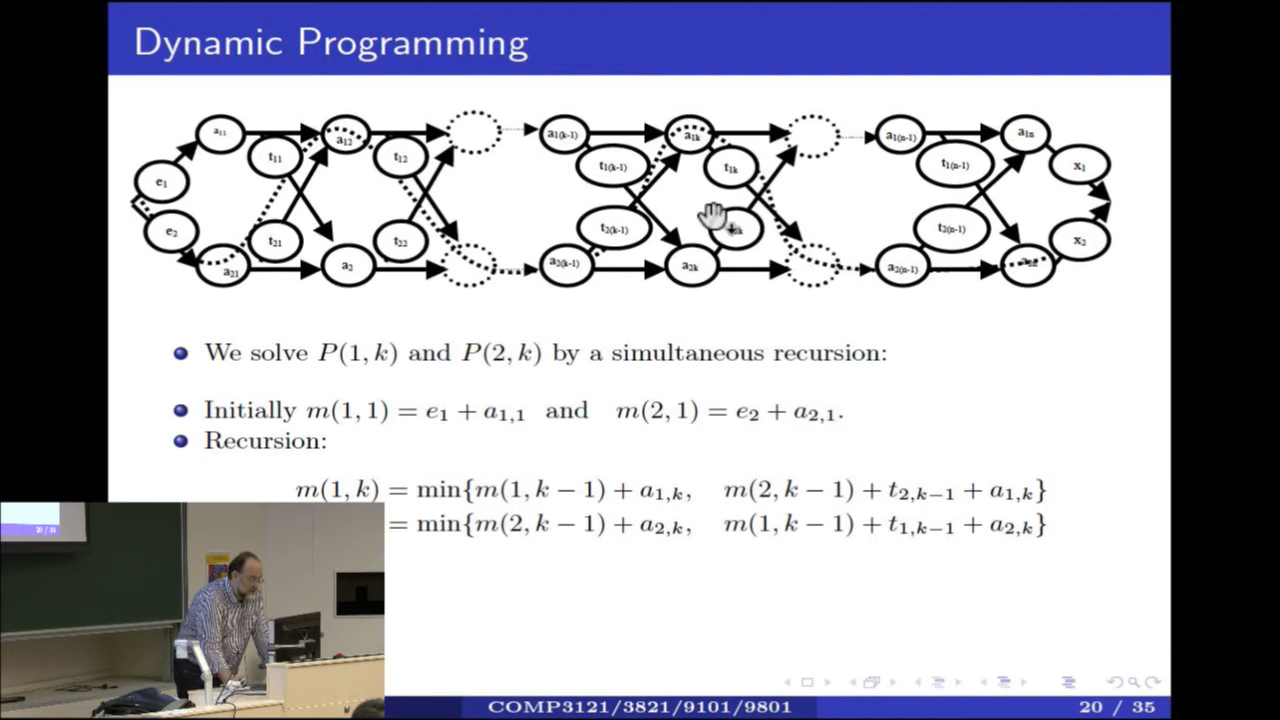 Dynamic Programming
a₁₁ a₁₂ a₁(k-1) a₁k a₁(n-1) a₁n
t₁₁ t₁₂ t₁(k-1) t₁k t₁(n-1) x₁
e₁
e₂ t₂₁ t₂₂ t₂(k-1) t₂(n-1) x₂
a₂₁ a₂ a₂(k-1) a₂k a₂(n-1)
We solve P(1, k) and P(2, k) by a simultaneous recursion:
Initially m(1, 1) = e₁ + a₁,₁ and m(2, 1) = e₂ + a₂,₁.
Recursion:
m(1, k) = min{m(1, k − 1) + a₁,k, m(2, k − 1) + t₂,k−1 + a₁,k}
= min{m(2, k − 1) + a₂,k, m(1, k − 1) + t₁,k−1 + a₂,k}
20 / 35
COMP3121/3821/9101/9801 20 / 35